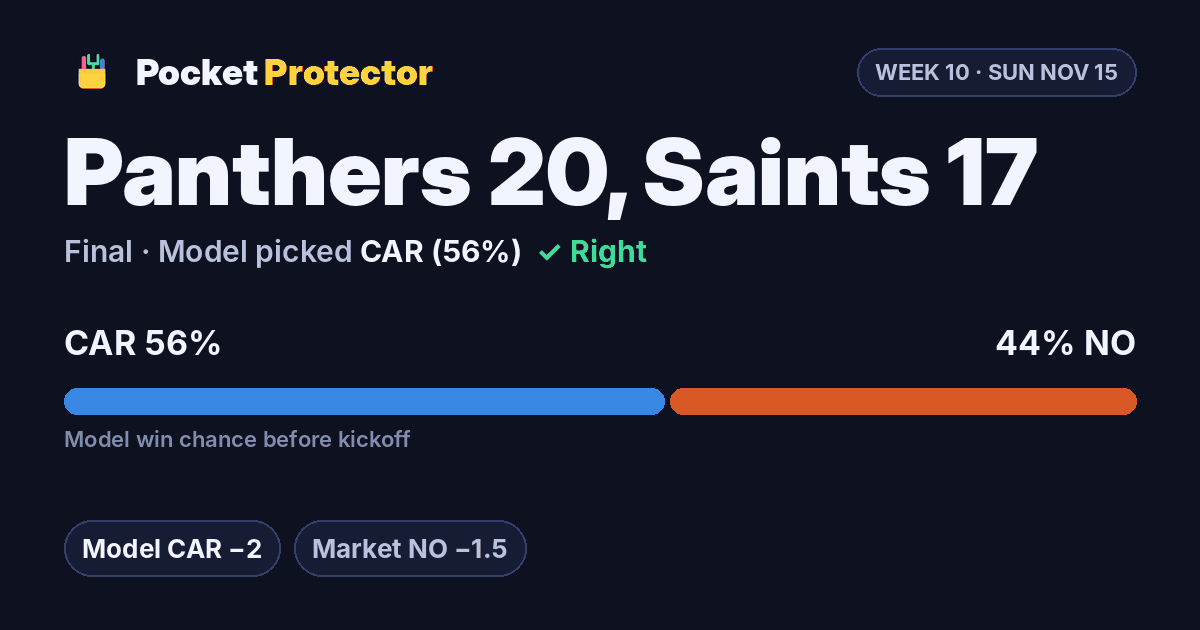 Pocket Protector
WEEK 10 · SUN NOV 15
Panthers 20, Saints 17
Final · Model picked CAR (56%) ✓ Right
CAR 56%
44% NO
Model win chance before kickoff
Model CAR −2
Market NO −1.5